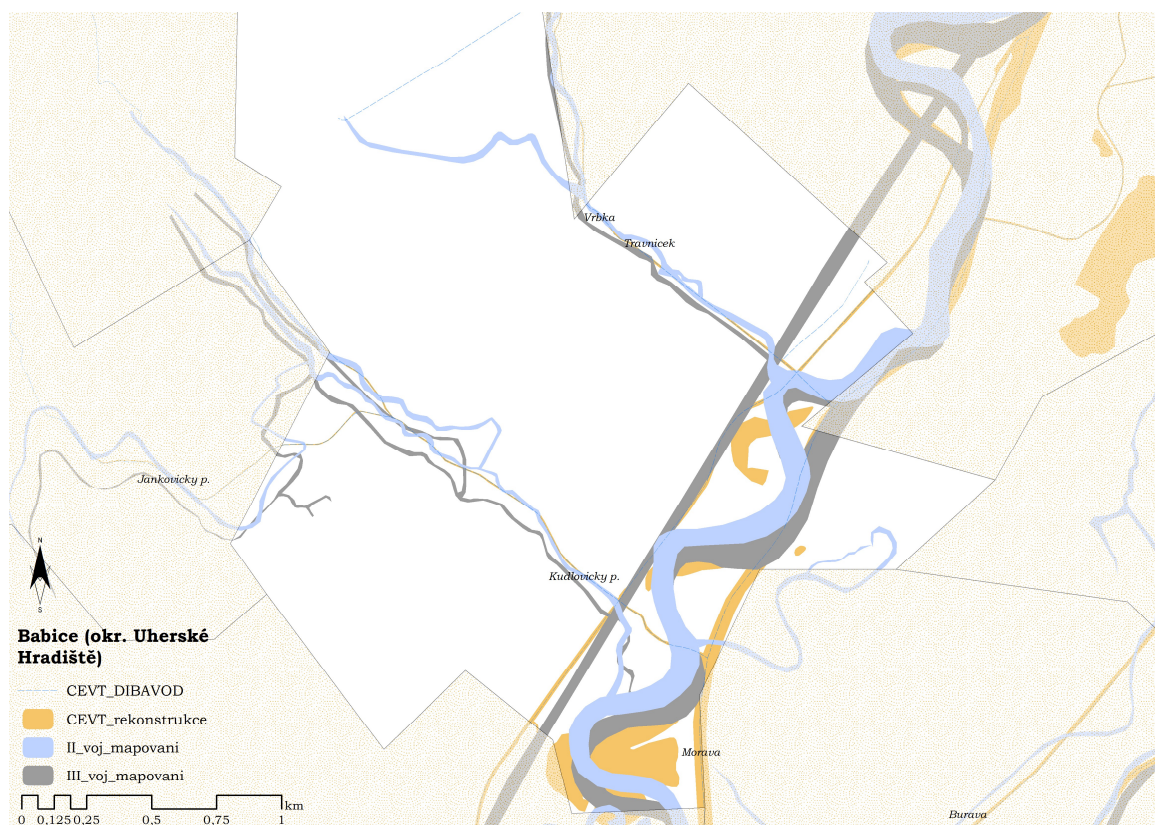 Vrbka
Travnicek
Jankovicky p.
Kudlovicky p.
Morava
Burava
N
S
Babice (okr. Uherské
Hradiště)
CEVT_DIBAVOD
CEVT_rekonstrukce
II_voj_mapovani
III_voj_mapovani
km
0 0,125 0,25 0,5 0,75 1